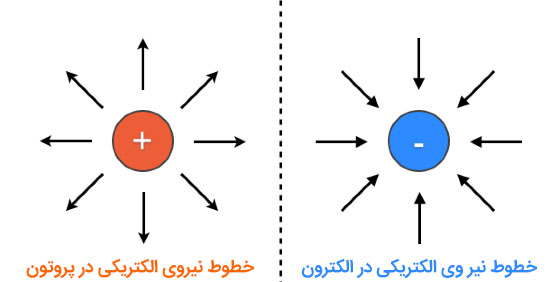 +
-
خطوط نیروی الکتریکی در پروتون
خطوط نیر وی الکتریکی در الکترون